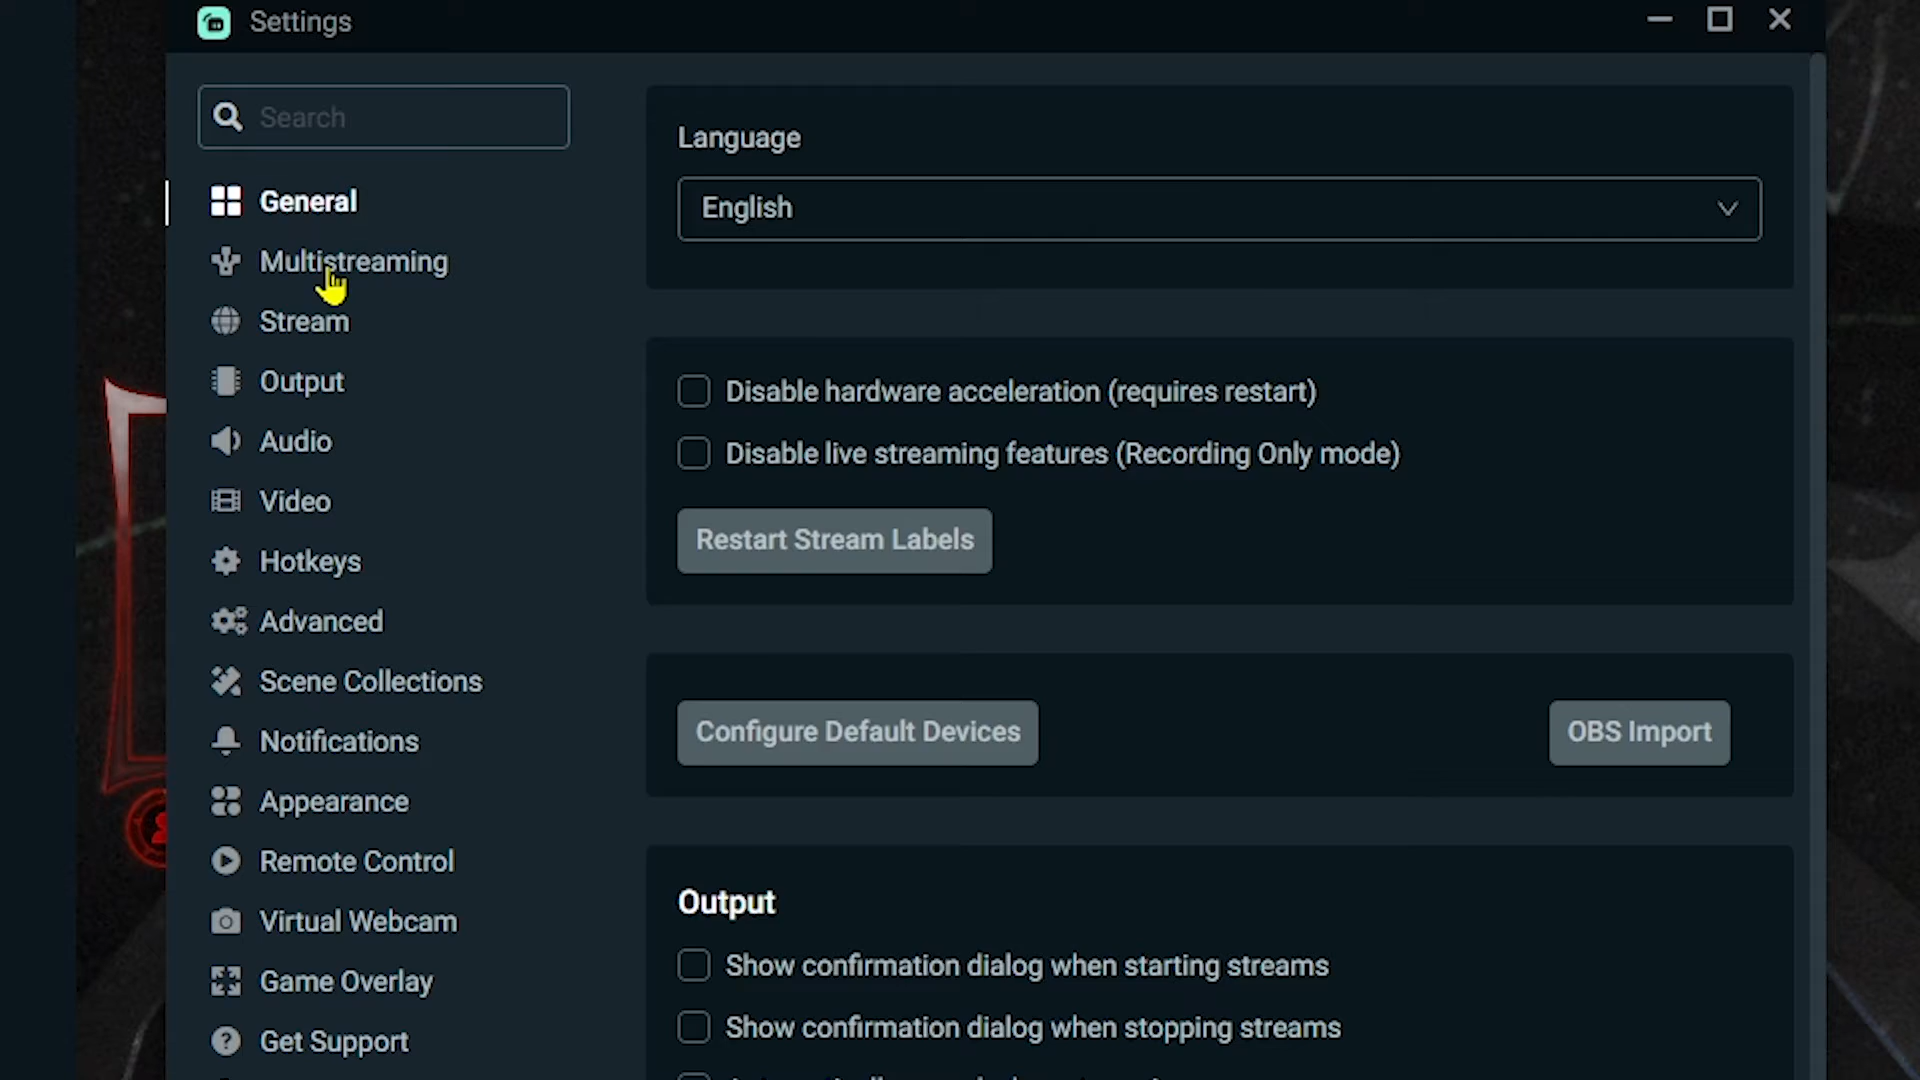 Settings
Search
General
Multistreaming
Stream
Output
Audio
Video
Hotkeys
Advanced
Scene Collections
Notifications
Appearance
Remote Control
Virtual Webcam
Game Overlay
Get Support
Language
English
Disable hardware acceleration (requires restart)
Disable live streaming features (Recording Only mode)
Restart Stream Labels
Configure Default Devices
OBS Import
Output
Show confirmation dialog when starting streams
Show confirmation dialog when stopping streams